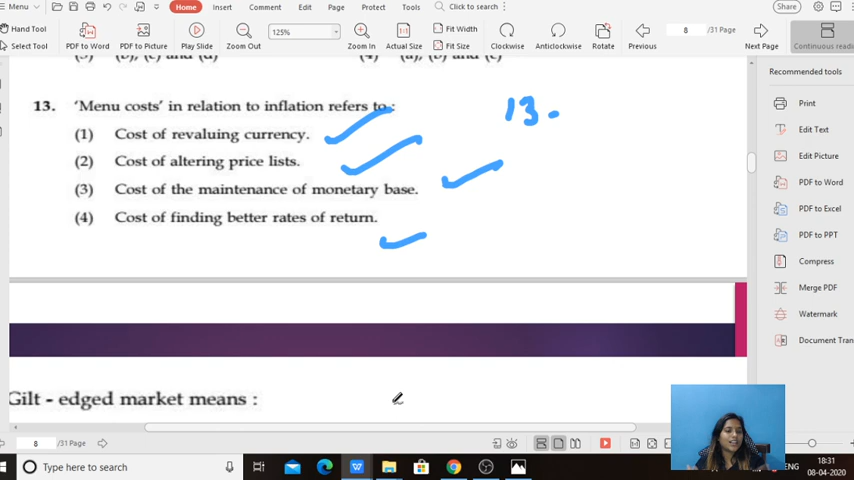 Menu Home Insert Comment Edit Page Protect Tools Click to search Share
Hand Tool
Select Tool
PDF to Word PDF to Picture Play Slide Zoom Out 125% Zoom In Actual Size
Fit Width
Fit Size
Clockwise Anticlockwise Rotate Previous 8 /31 Page Next Page Continuous readi
(3) (b), (c) and (d) (4) (a), (b) and (c)
13. 'Menu costs' in relation to inflation refers to :
13.
(1) Cost of revaluing currency.
(2) Cost of altering price lists.
(3) Cost of the maintenance of monetary base.
(4) Cost of finding better rates of return.
Gilt - edged market means :
Recommended tools
Print
Edit Text
Edit Picture
PDF to Word
PDF to Excel
PDF to PPT
Compress
Merge PDF
Watermark
Document Tran
8 /31 Page
Type here to search
ENG
18:31
08-04-2020